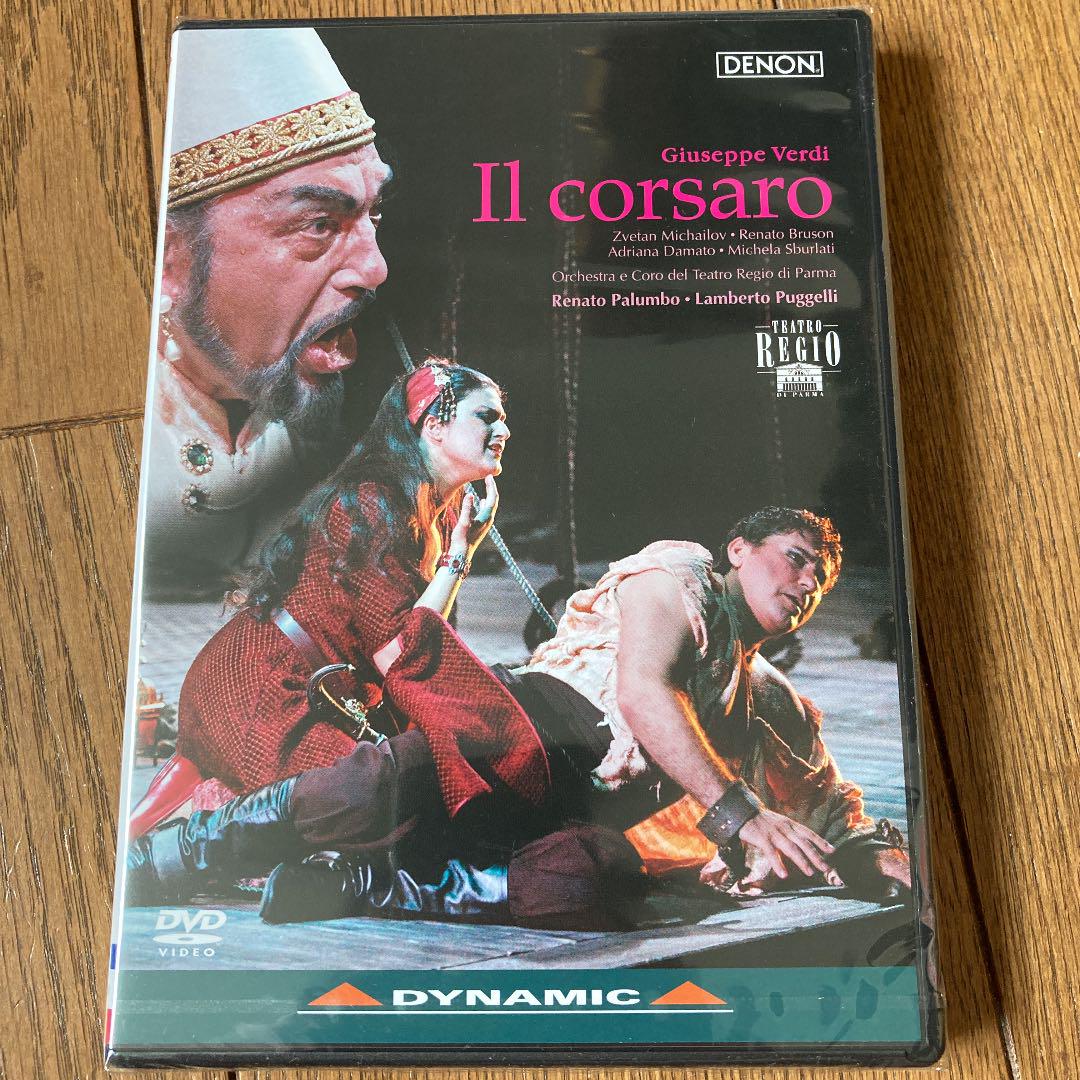 DENON
Giuseppe Verdi
Il corsaro
Zvetan Michailov • Renato Bruson
Adriana Damato • Michela Sburlati
Orchestra e Coro del Teatro Regio di Parma
Renato Palumbo • Lamberto Puggelli
TEATRO
REGIO
DI PARMA
DVD
VIDEO
DYNAMIC